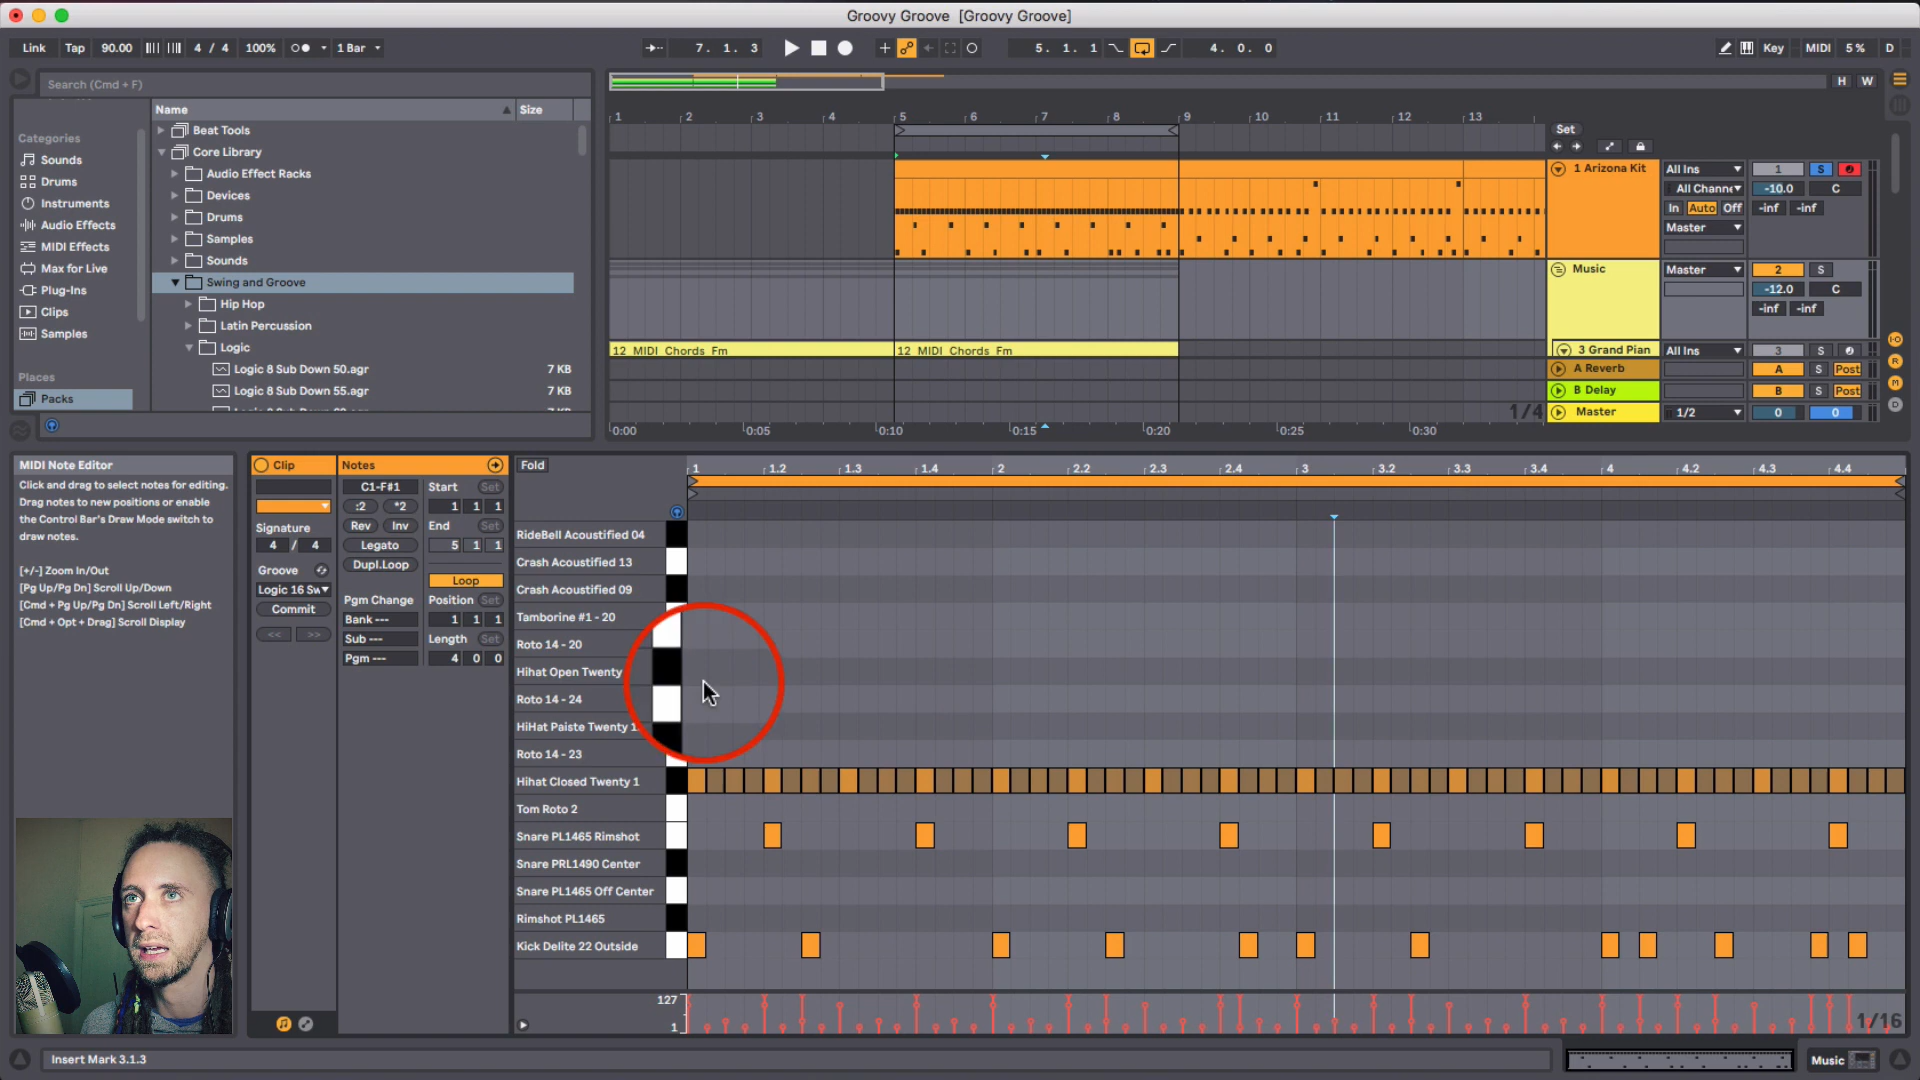 Groovy Groove [Groovy Groove]
Link Tap 90.00 4 / 4 100% 1 Bar 7. 1. 3 5. 1. 1 4. 0. 0 Key MIDI 5 % D
Search (Cmd + F)
H W
Categories
Sounds
Drums
Instruments
Audio Effects
MIDI Effects
Max for Live
Plug-Ins
Clips
Samples
Places
Packs
Name Size
Beat Tools
Core Library
Audio Effect Racks
Devices
Drums
Samples
Sounds
Swing and Groove
Hip Hop
Latin Percussion
Logic
Logic 8 Sub Down 50.agr 7 KB
Logic 8 Sub Down 55.agr 7 KB
1 2 3 4 5 6 7 8 9 10 11 12 13
Set
1 Arizona Kit All Ins 1 S
All Channe -10.0 C
In Auto Off -inf -inf
Master
Music Master 2 S
-12.0 C
-inf -inf
12 MIDI Chords Fm 12 MIDI Chords Fm 3 Grand Pian All Ins 3 S
A Reverb A S Post
B Delay B S Post
1/4 Master 1/2 0 0
0:00 0:05 0:10 0:15 0:20 0:25 0:30
I-O
R
M
D
MIDI Note Editor
Click and drag to select notes for editing.
Drag notes to new positions or enable
the Control Bar's Draw Mode switch to
draw notes.
[+/-] Zoom In/Out
[Pg Up/Pg Dn] Scroll Up/Down
[Cmd + Pg Up/Pg Dn] Scroll Left/Right
[Cmd + Opt + Drag] Scroll Display
Clip
Signature
4 / 4
Groove
Logic 16 Sw
Commit
<< >>
Notes
C1-F#1
:2 *2
Rev Inv
Legato
Dupl.Loop
Pgm Change
Bank ---
Sub ---
Pgm ---
Start Set
1 1 1
End Set
5 1 1
Loop
Position Set
1 1 1
Length Set
4 0 0
Fold
1 1.2 1.3 1.4 2 2.2 2.3 2.4 3 3.2 3.3 3.4 4 4.2 4.3 4.4
RideBell Acoustified 04
Crash Acoustified 13
Crash Acoustified 09
Tamborine #1 - 20
Roto 14 - 20
Hihat Open Twenty
Roto 14 - 24
HiHat Paiste Twenty 1
Roto 14 - 23
Hihat Closed Twenty 1
Tom Roto 2
Snare PL1465 Rimshot
Snare PRL1490 Center
Snare PL1465 Off Center
Rimshot PL1465
Kick Delite 22 Outside
127
1
1/16
Insert Mark 3.1.3
Music